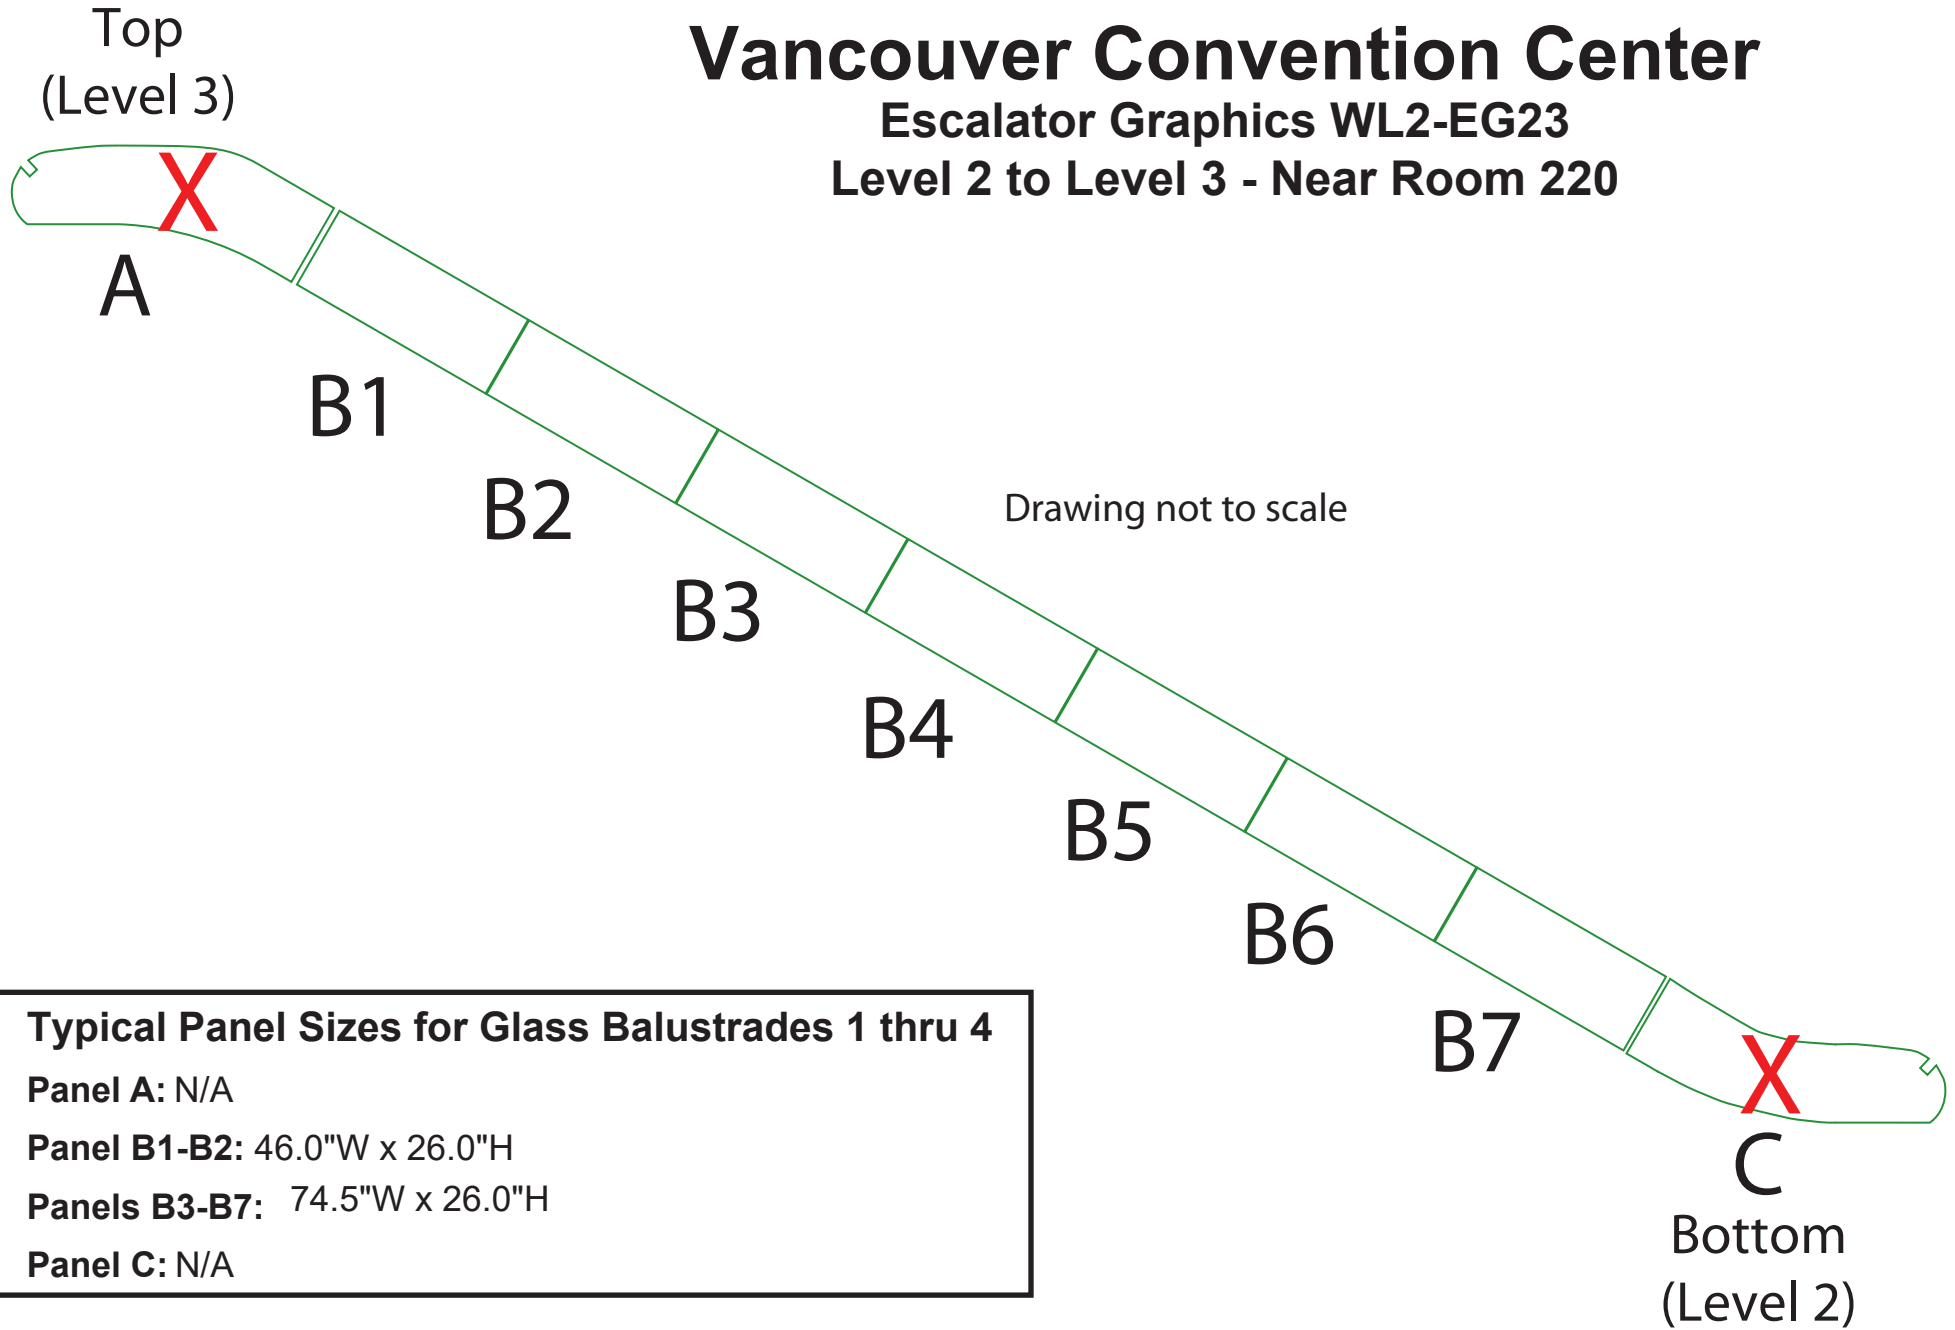 Top
(Level 3)
Vancouver Convention Center
Escalator Graphics WL2-EG23
Level 2 to Level 3 - Near Room 220
X
A
B1
B2
Drawing not to scale
B3
B4
B5
B6
B7
X
C
Bottom
(Level 2)
Typical Panel Sizes for Glass Balustrades 1 thru 4
Panel A: N/A
Panel B1-B2: 46.0"W x 26.0"H
Panels B3-B7: 74.5"W x 26.0"H
Panel C: N/A